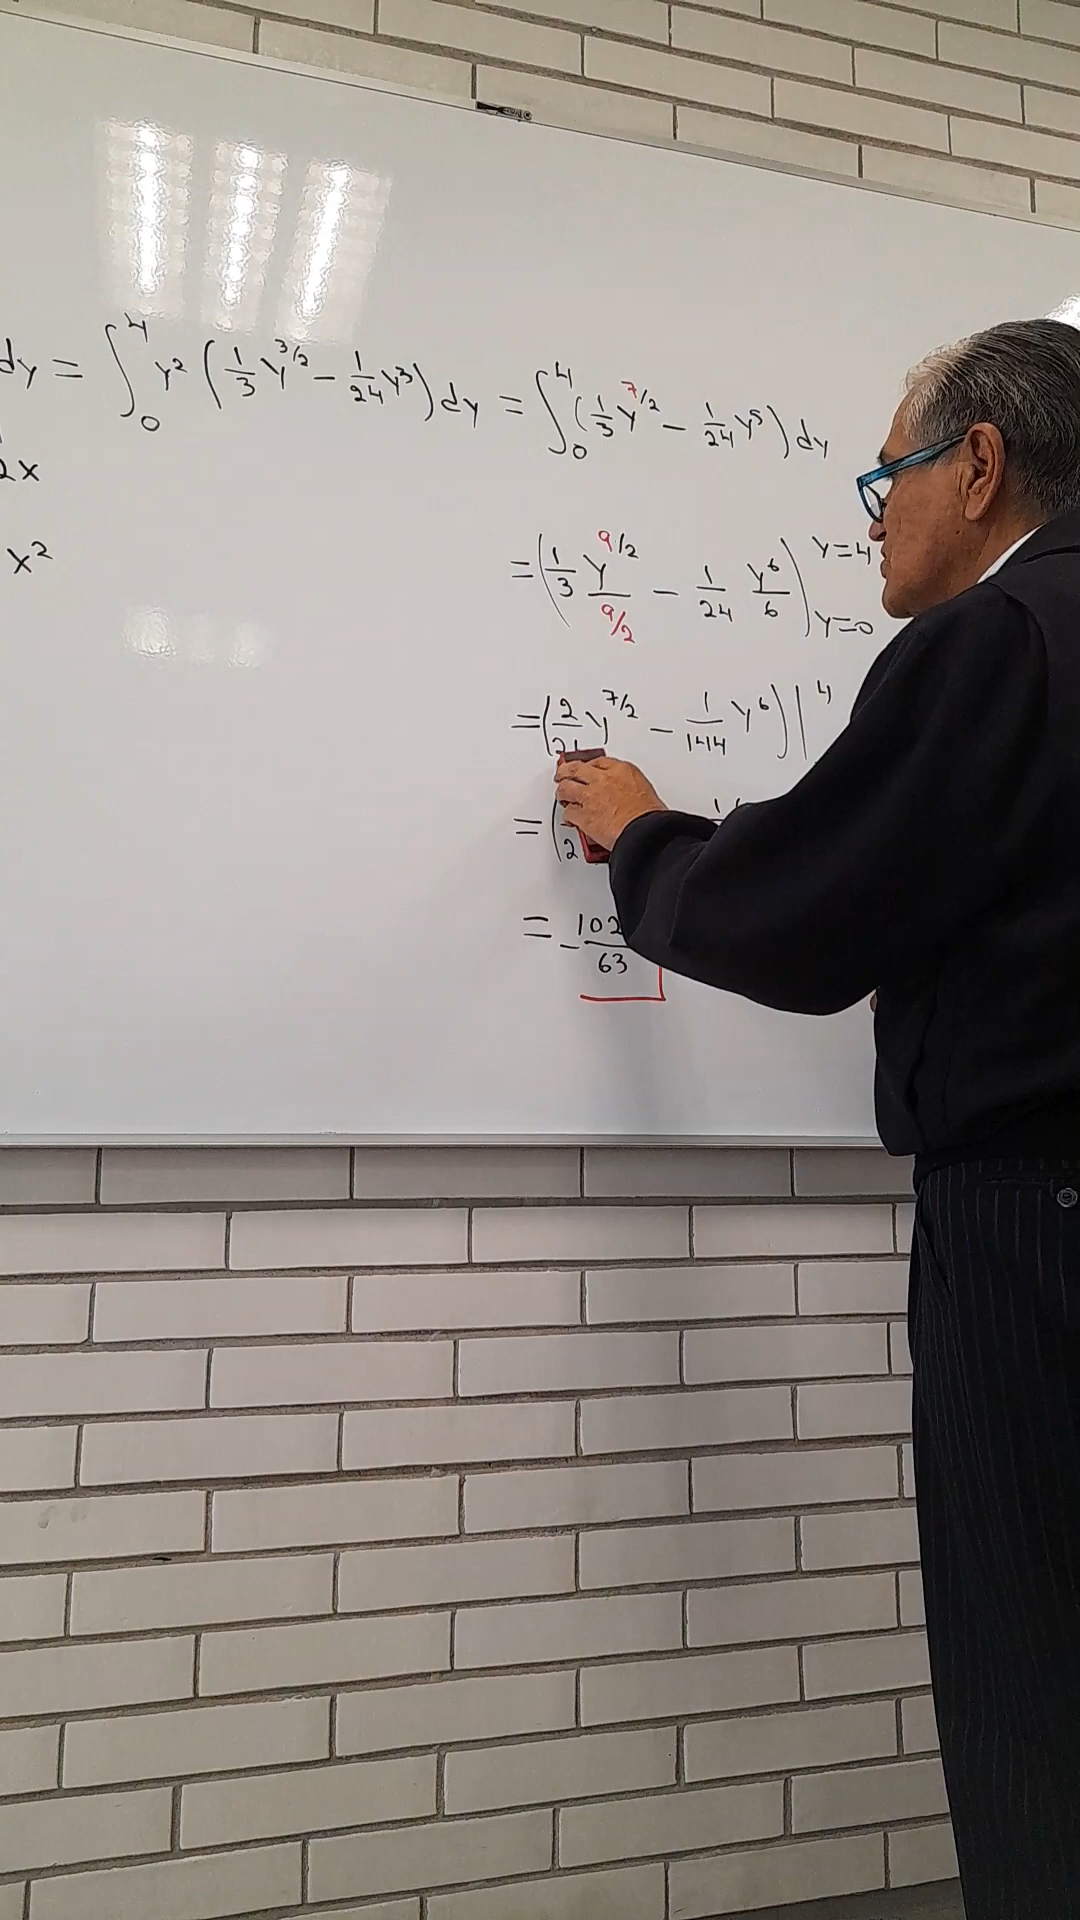 dy = ∫₀⁴ y² (1/3 y^(3/2) − 1/24 y³) dy = ∫₀⁴ (1/3 y^(7/2) − 1/24 y⁵) dy
2x
x²
= (1/3 y^(9/2)/(9/2) − 1/24 y⁶/6) y=4 y=0
= (2/21 y^(7/2) − 1/144 y⁶) | 4
= ( 2
= − 102 63